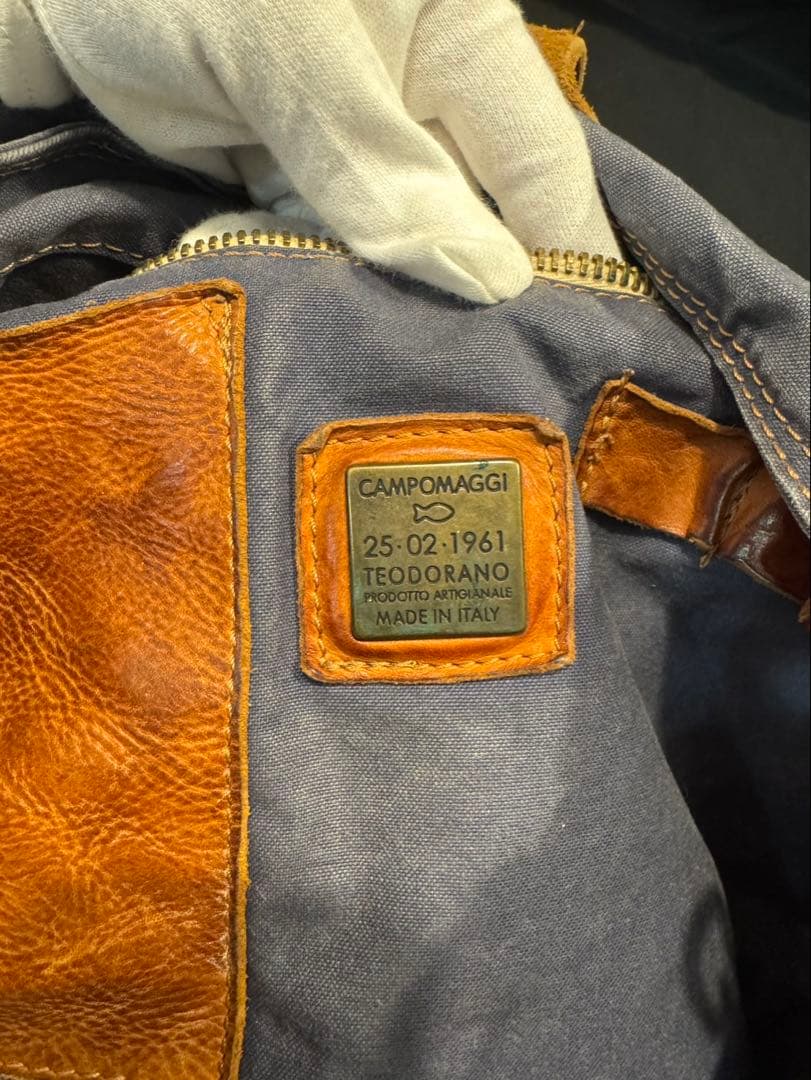 CAMPOMAGGI
25·02·1961
TEODORANO
PRODOTTO ARTIGIANALE
MADE IN ITALY